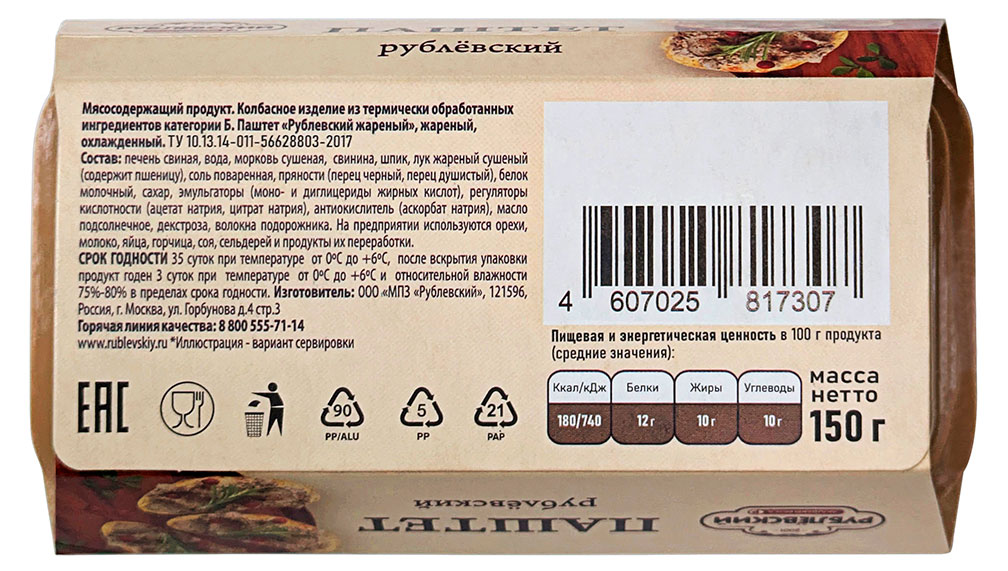 РУБЛЁВСКИЙ
ПАШТЕТ
рублёвский
Мясосодержащий продукт. Колбасное изделие из термически обработанных
ингредиентов категории Б. Паштет «Рублевский жареный», жареный,
охлажденный. ТУ 10.13.14-011-56628803-2017
Состав: печень свиная, вода, морковь сушеная, свинина, шпик, лук жареный сушеный
(содержит пшеницу), соль поваренная, пряности (перец черный, перец душистый), белок
молочный, сахар, эмульгаторы (моно- и диглицериды жирных кислот), регуляторы
кислотности (ацетат натрия, цитрат натрия), антиокислитель (аскорбат натрия), масло
подсолнечное, декстроза, волокна подорожника. На предприятии используются орехи,
молоко, яйца, горчица, соя, сельдерей и продукты их переработки.
СРОК ГОДНОСТИ 35 суток при температуре от 0°С до +6°С, после вскрытия упаковки
продукт годен 3 суток при температуре от 0°С до +6°С и относительной влажности
75%-80% в пределах срока годности. Изготовитель: ООО «МПЗ «Рублевский», 121596,
Россия, г. Москва, ул. Горбунова д.4 стр.3
Горячая линия качества: 8 800 555-71-14
www.rublevskiy.ru *Иллюстрация - вариант сервировки
4 607025 817307
Пищевая и энергетическая ценность в 100 г продукта
(средние значения):
Ккал/кДж Белки Жиры Углеводы
180/740 12 г 10 г 10 г
масса
нетто
150 г
EAC
90 5 21
PP/ALU PP PAP
рублёвский
ПАШТЕТ
РУБЛЁВСКИЙ